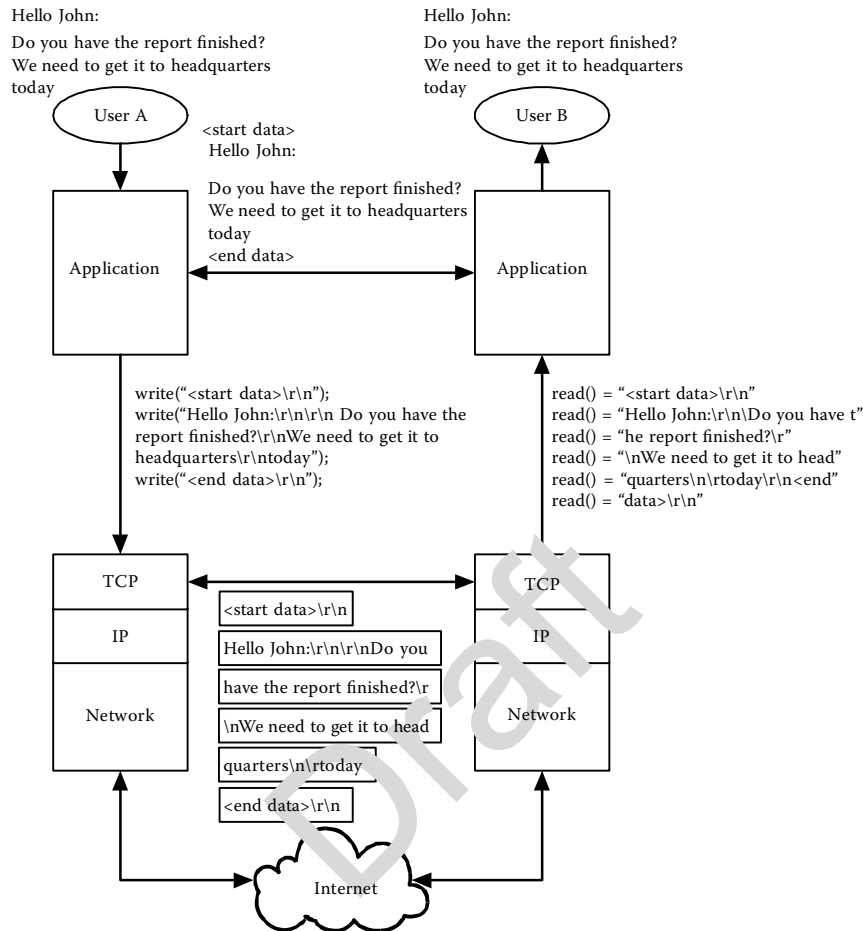 Hello John:
Do you have the report finished?
We need to get it to headquarters
today
User A
Hello John:
Do you have the report finished?
We need to get it to headquarters
today
User B
<start data>
Hello John:
Do you have the report finished?
We need to get it to headquarters
today
<end data>
Application
Application
write(“<start data>\r\n”);
write(“Hello John:\r\n\r\n Do you have the
report finished?\r\nWe need to get it to
headquarters\r\ntoday”);
write(“<end data>\r\n”);
read() = “<start data>\r\n”
read() = “Hello John:\r\n\Do you have t”
read() = “he report finished?\r”
read() = “\nWe need to get it to head”
read() = “quarters\n\rtoday\r\n<end”
read() = “data>\r\n”
TCP
IP
Network
TCP
IP
Network
<start data>\r\n
Hello John:\r\n\r\nDo you
have the report finished?\r
\nWe need to get it to head
quarters\n\rtoday
<end data>\r\n
Internet
Draft